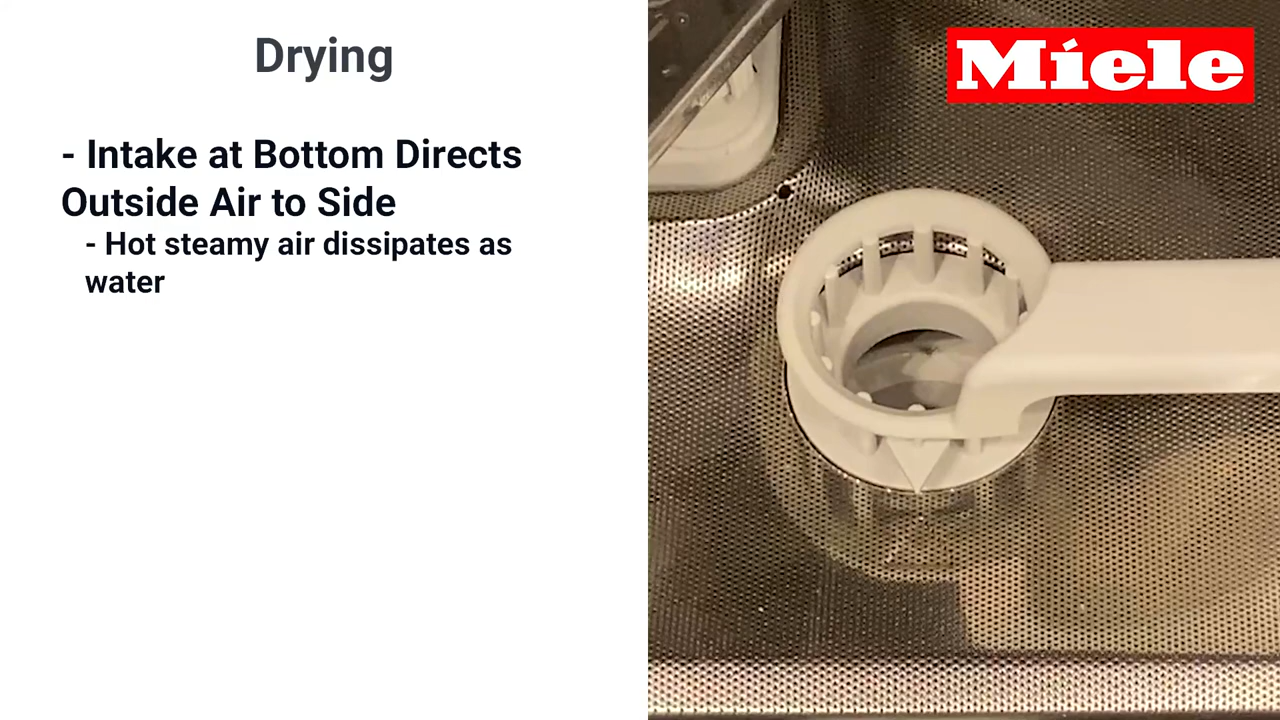 Drying
- Intake at Bottom Directs
Outside Air to Side
- Hot steamy air dissipates as
water
Miele